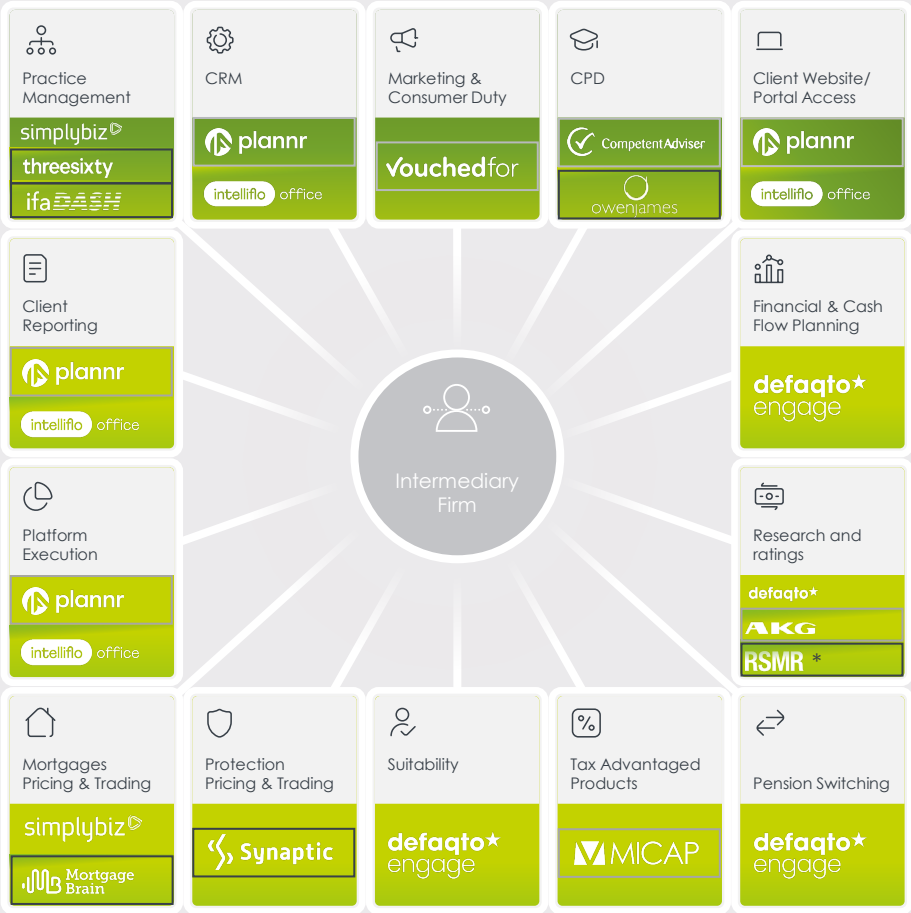 Practice
Management
simplybiz
threesixty
ifaDASH
CRM
plannr
intelliflo office
Marketing &
Consumer Duty
Vouchedfor
CPD
CompetentAdviser
owenjames
Client Website/
Portal Access
plannr
intelliflo office
Client
Reporting
plannr
intelliflo office
Financial & Cash
Flow Planning
defaqto
engage
Intermediary
Firm
Platform
Execution
plannr
intelliflo office
Research and
ratings
defaqto
AKG
RSMR *
Mortgages
Pricing & Trading
simplybiz
Mortgage
Brain
Protection
Pricing & Trading
Synaptic
Suitability
defaqto
engage
%
Tax Advantaged
Products
MICAP
Pension Switching
defaqto
engage